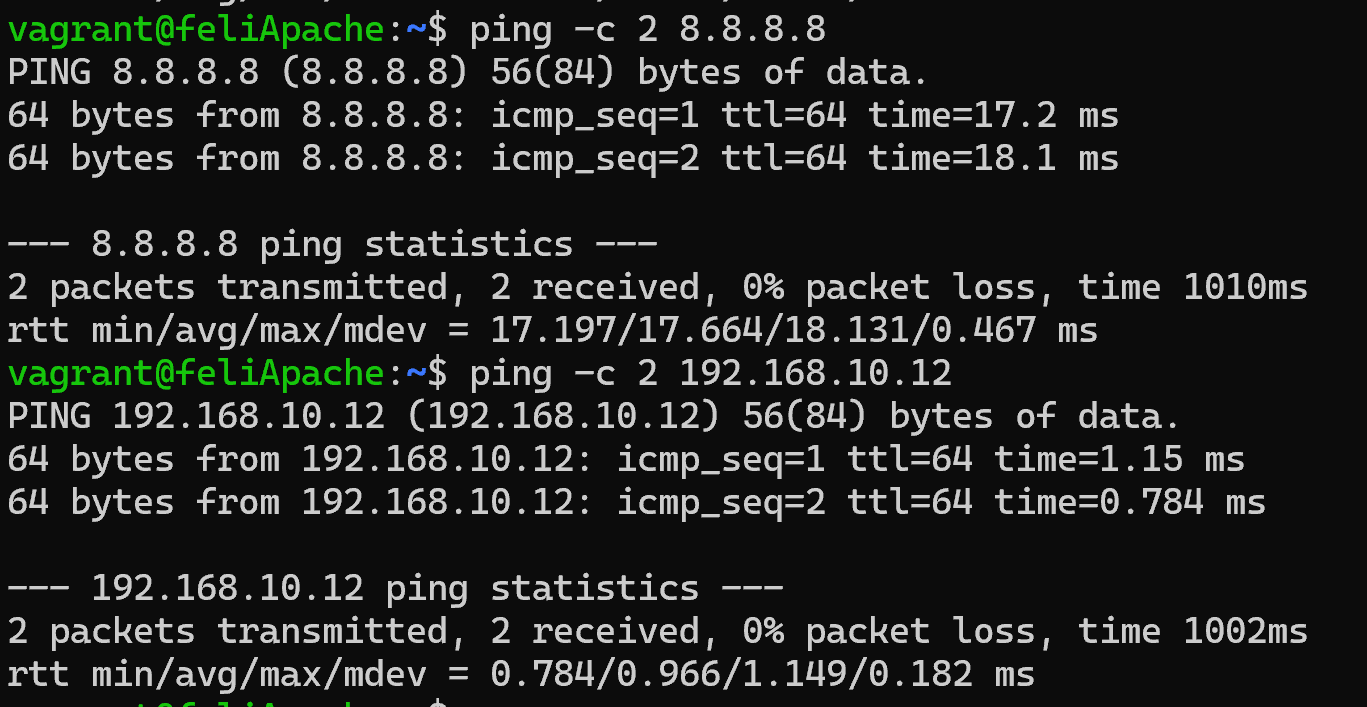 vagrant@feliApache:~$ ping -c 2 8.8.8.8
PING 8.8.8.8 (8.8.8.8) 56(84) bytes of data.
64 bytes from 8.8.8.8: icmp_seq=1 ttl=64 time=17.2 ms
64 bytes from 8.8.8.8: icmp_seq=2 ttl=64 time=18.1 ms
--- 8.8.8.8 ping statistics ---
2 packets transmitted, 2 received, 0% packet loss, time 1010ms
rtt min/avg/max/mdev = 17.197/17.664/18.131/0.467 ms
vagrant@feliApache:~$ ping -c 2 192.168.10.12
PING 192.168.10.12 (192.168.10.12) 56(84) bytes of data.
64 bytes from 192.168.10.12: icmp_seq=1 ttl=64 time=1.15 ms
64 bytes from 192.168.10.12: icmp_seq=2 ttl=64 time=0.784 ms
--- 192.168.10.12 ping statistics ---
2 packets transmitted, 2 received, 0% packet loss, time 1002ms
rtt min/avg/max/mdev = 0.784/0.966/1.149/0.182 ms